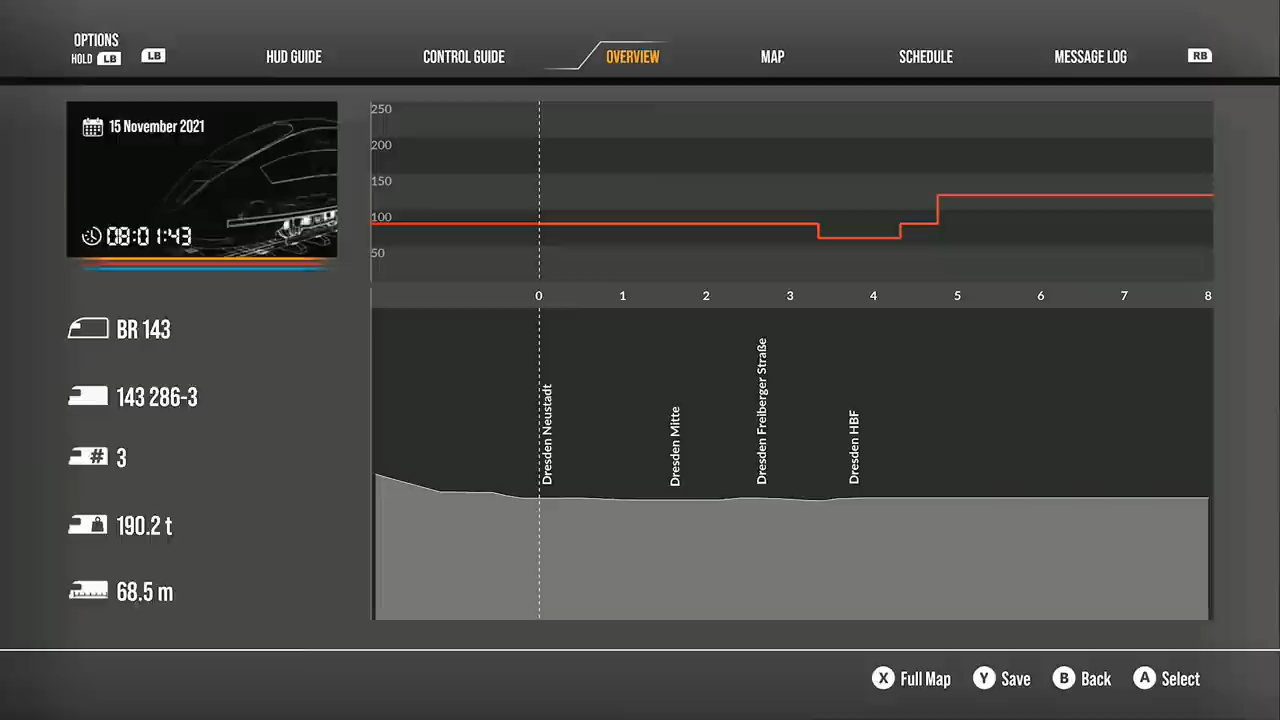 OPTIONS
HOLD LB
LB
HUD GUIDE
CONTROL GUIDE
OVERVIEW
MAP
SCHEDULE
MESSAGE LOG
RB
15 November 2021
08:01:43
BR 143
143 286-3
# 3
190.2 t
68.5 m
250
200
150
100
50
0 1 2 3 4 5 6 7 8
Dresden Neustadt
Dresden Mitte
Dresden Freiberger Straße
Dresden HBF
X Full Map
Y Save
B Back
A Select